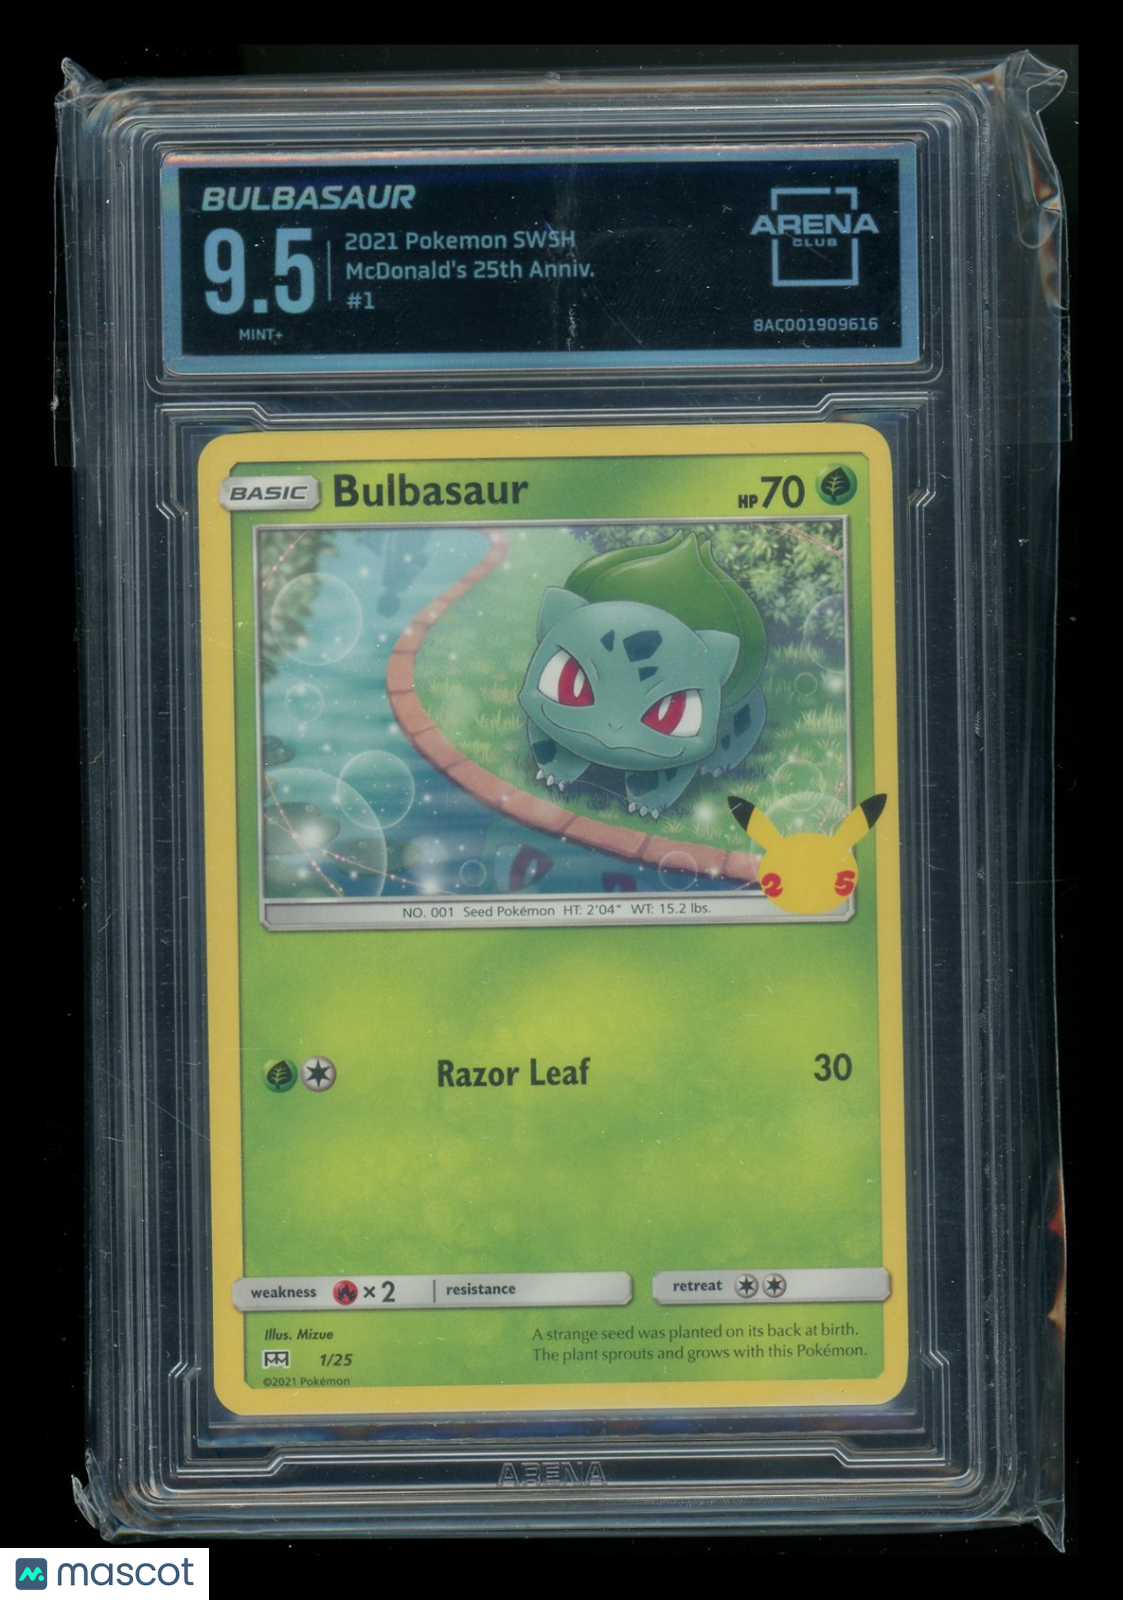 BULBASAUR
9.5
MINT+
2021 Pokemon SWSH
McDonald's 25th Anniv.
#1
ARENA
CLUB
8AC001909616
BASIC
Bulbasaur
HP 70
25
NO. 001 Seed Pokémon HT: 2'04" WT: 15.2 lbs.
Razor Leaf 30
weakness ×2 resistance
retreat
Illus. Mizue
1/25
©2021 Pokémon
A strange seed was planted on its back at birth.
The plant sprouts and grows with this Pokémon.
ARENA
mascot